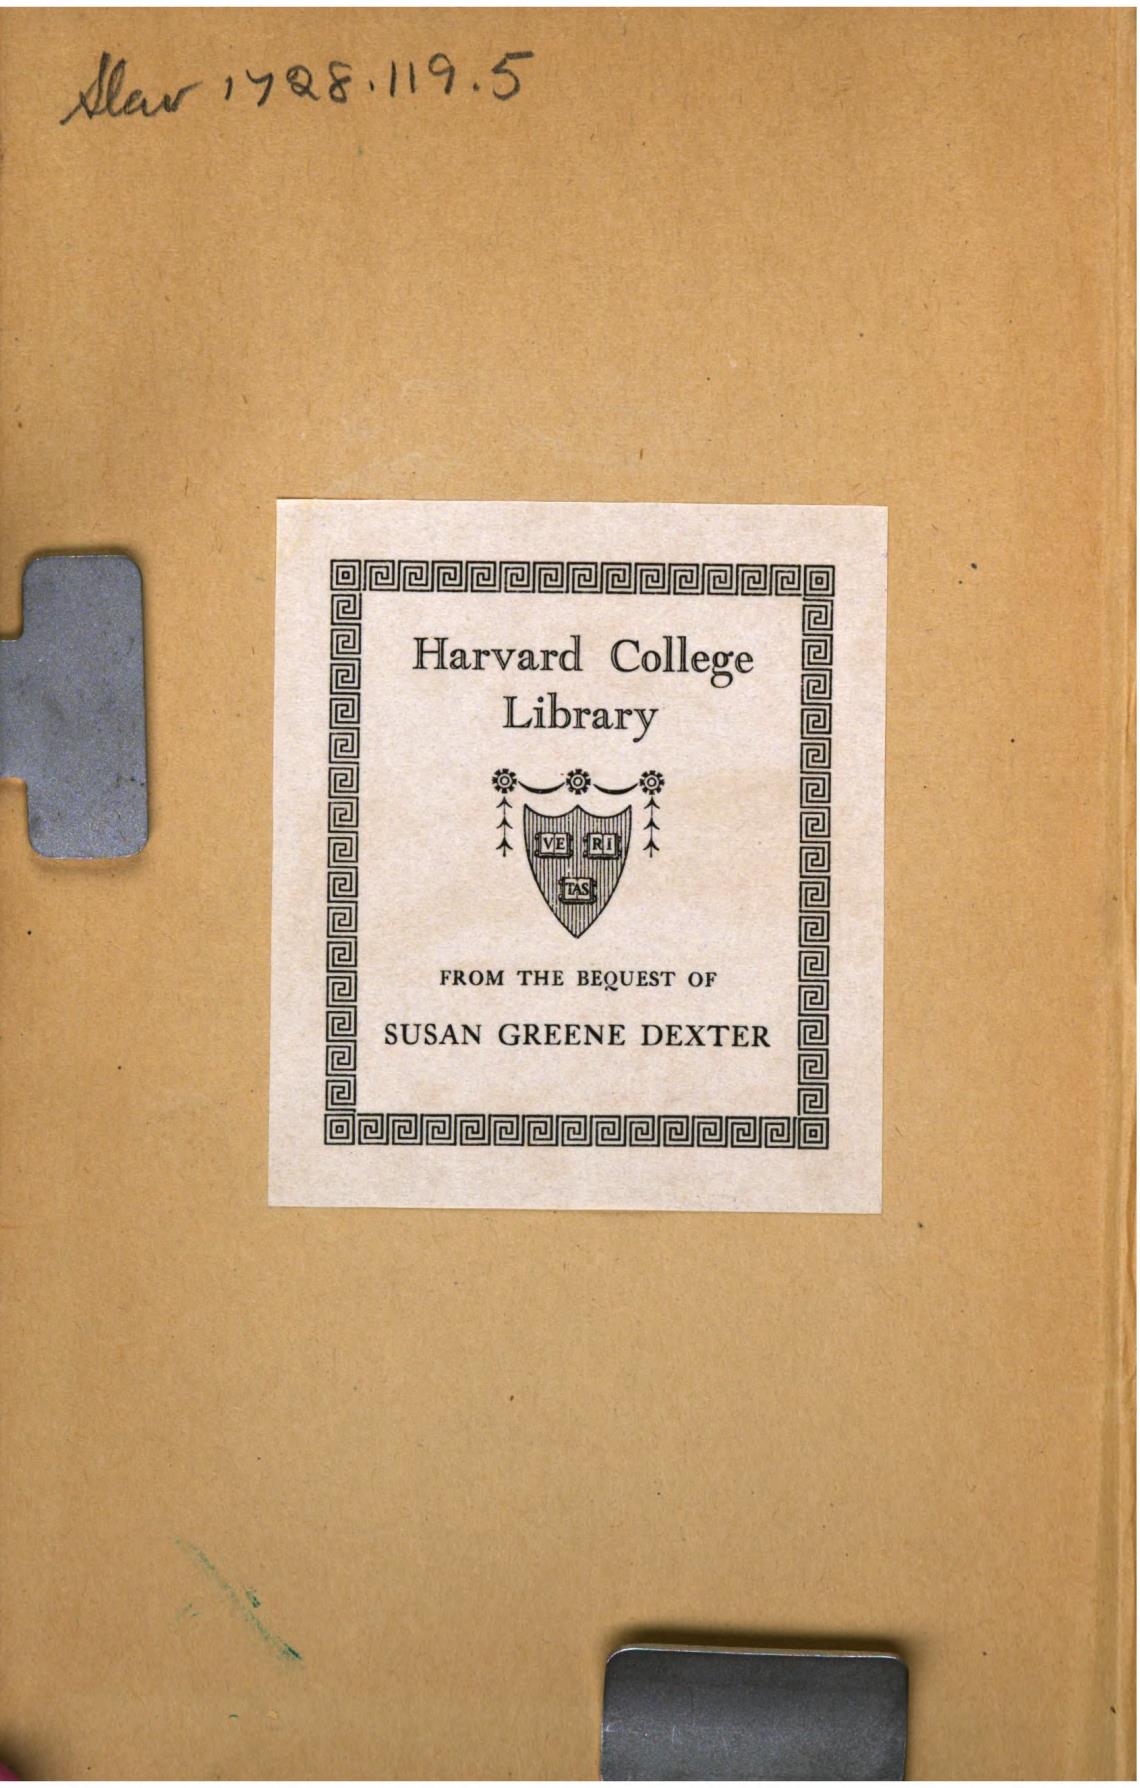 Slav 1728.119.5
Harvard College
Library
VE RI
TAS
FROM THE BEQUEST OF
SUSAN GREENE DEXTER